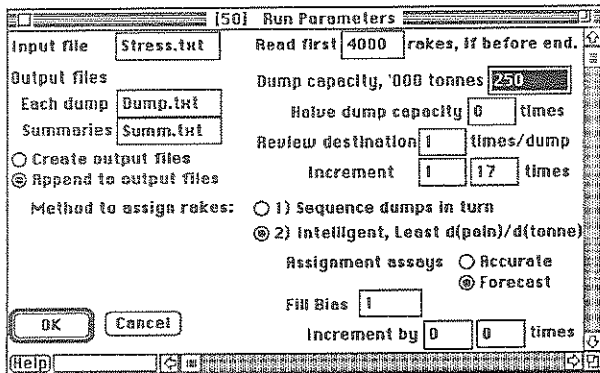 [50] Run Parameters
Input file Stress.txt Read first 4000 rakes, if before end.
Output files
Dump capacity, '000 tonnes 250
Each dump Dump.txt
Halve dump capacity 0 times
Summaries Summ.txt
Review destination 1 times/dump
Create output files
Append to output files
Increment 1 17 times
Method to assign rakes: 1) Sequence dumps in turn
2) Intelligent, Least d(pain)/d(tonne)
Assignment assays Accurate
Forecast
Fill Bias 1
OK Cancel
Increment by 0 0 times
(Help)